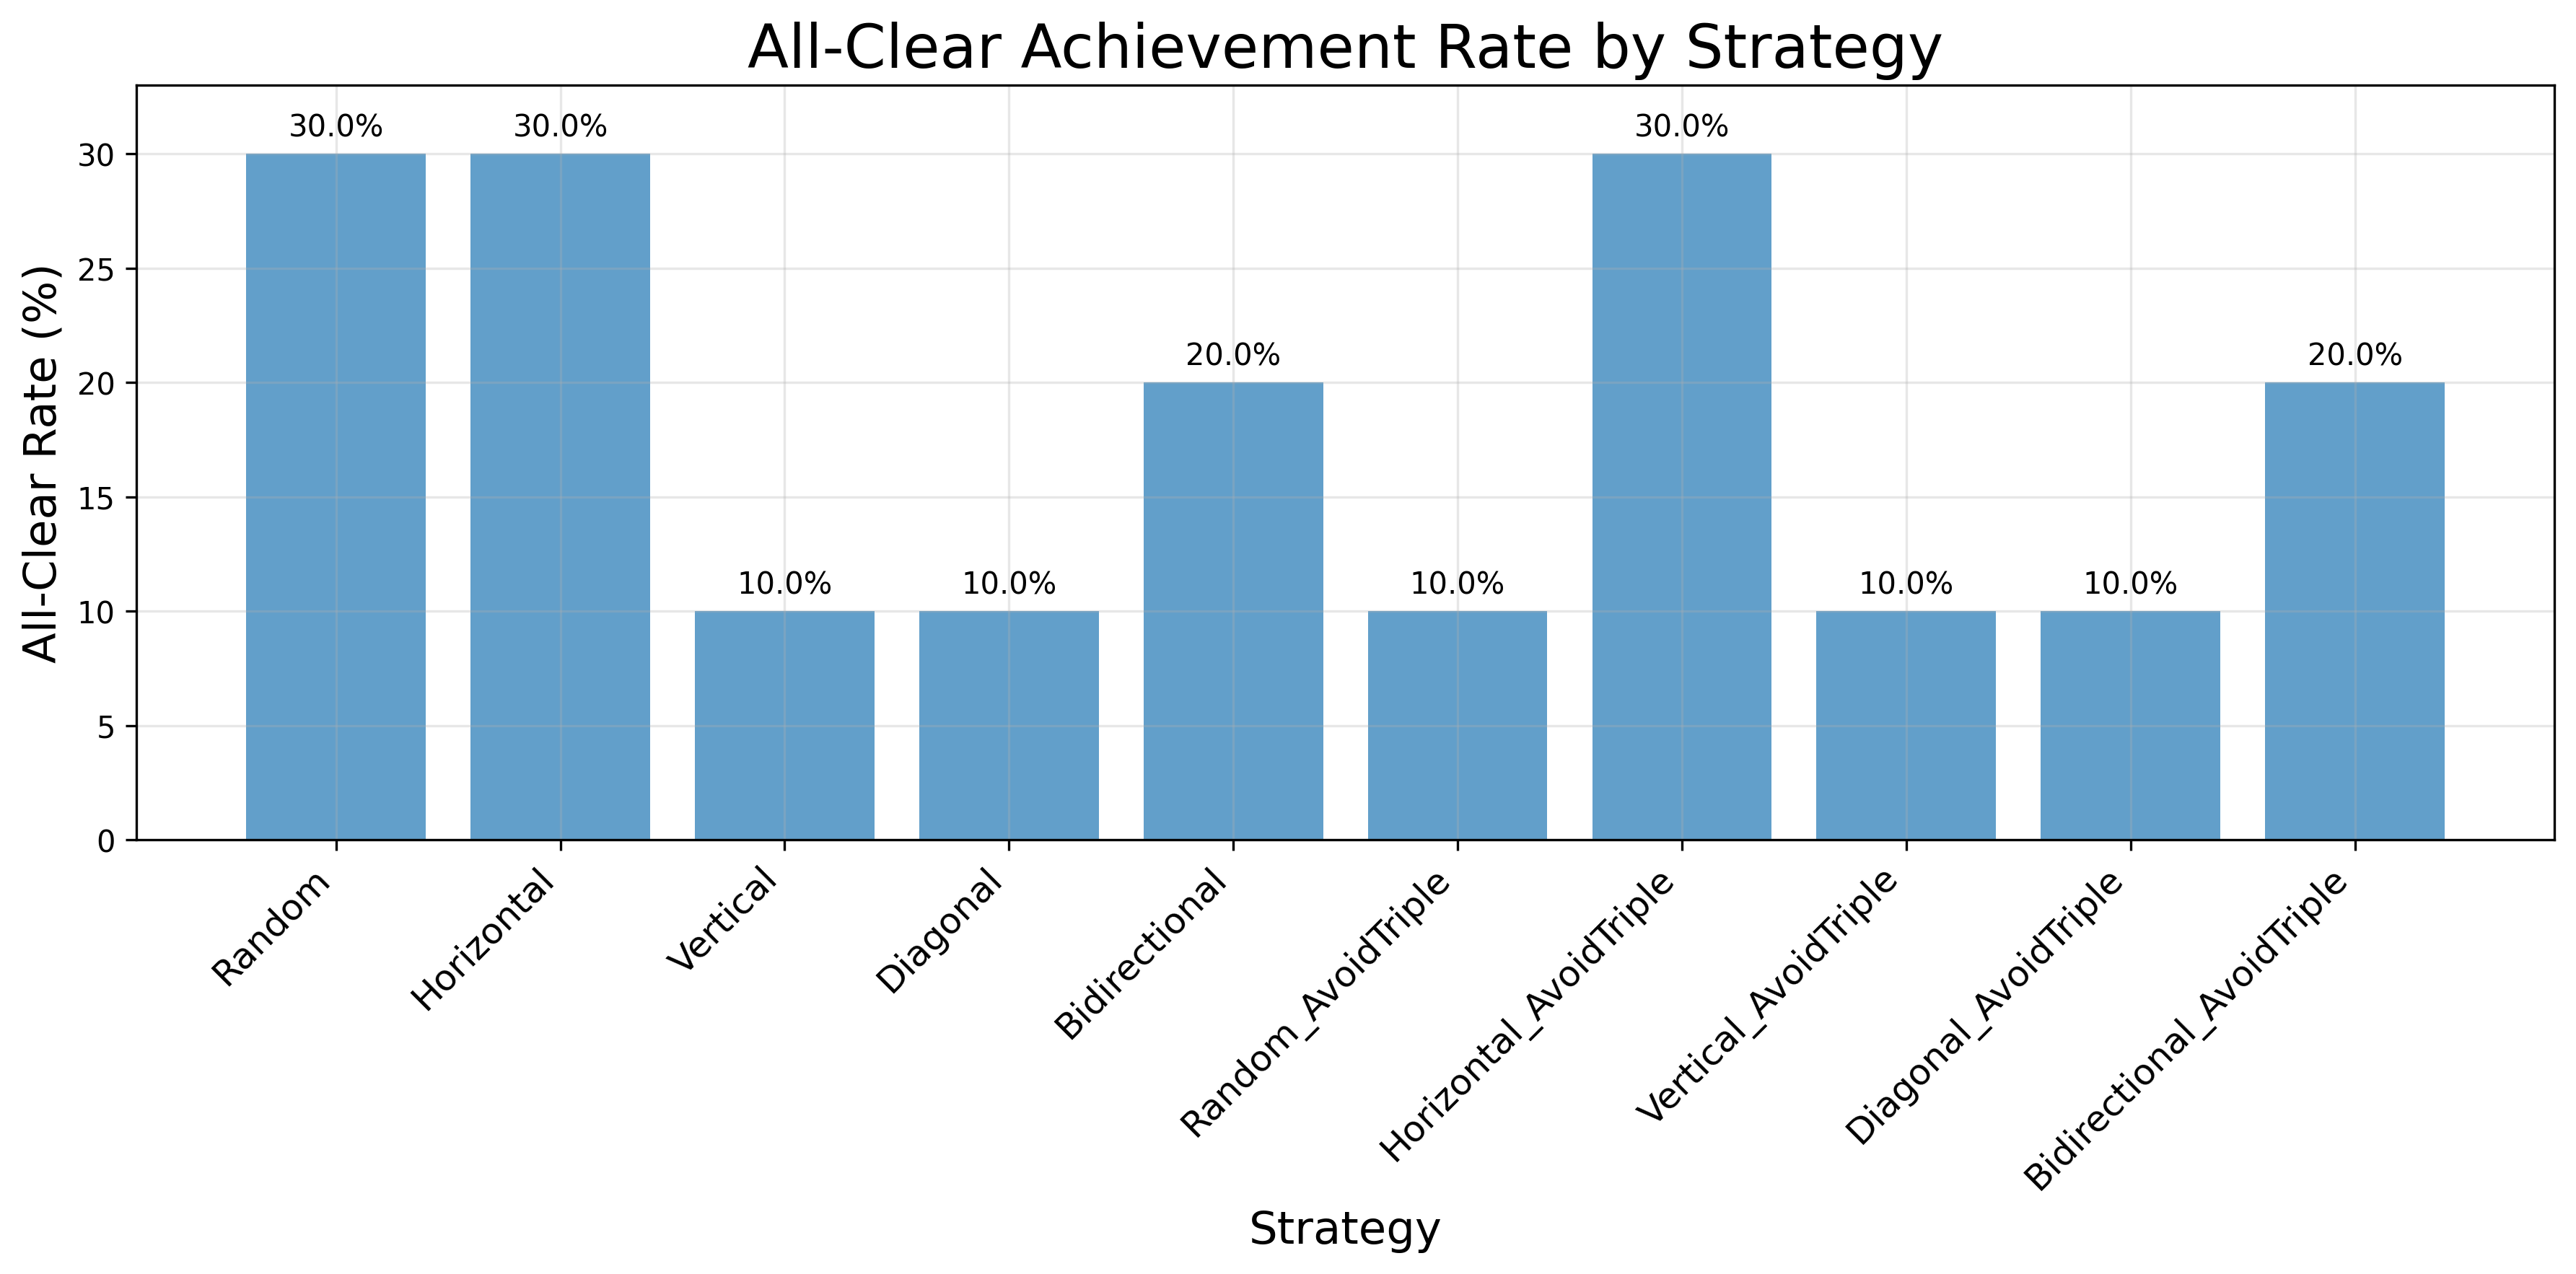 All-Clear Achievement Rate by Strategy
All-Clear Rate (%)
30
25
20
15
10
5
0
30.0%
30.0%
10.0%
10.0%
20.0%
10.0%
30.0%
10.0%
10.0%
20.0%
Random
Horizontal
Vertical
Diagonal
Bidirectional
Random_AvoidTriple
Horizontal_AvoidTriple
Vertical_AvoidTriple
Diagonal_AvoidTriple
Bidirectional_AvoidTriple
Strategy